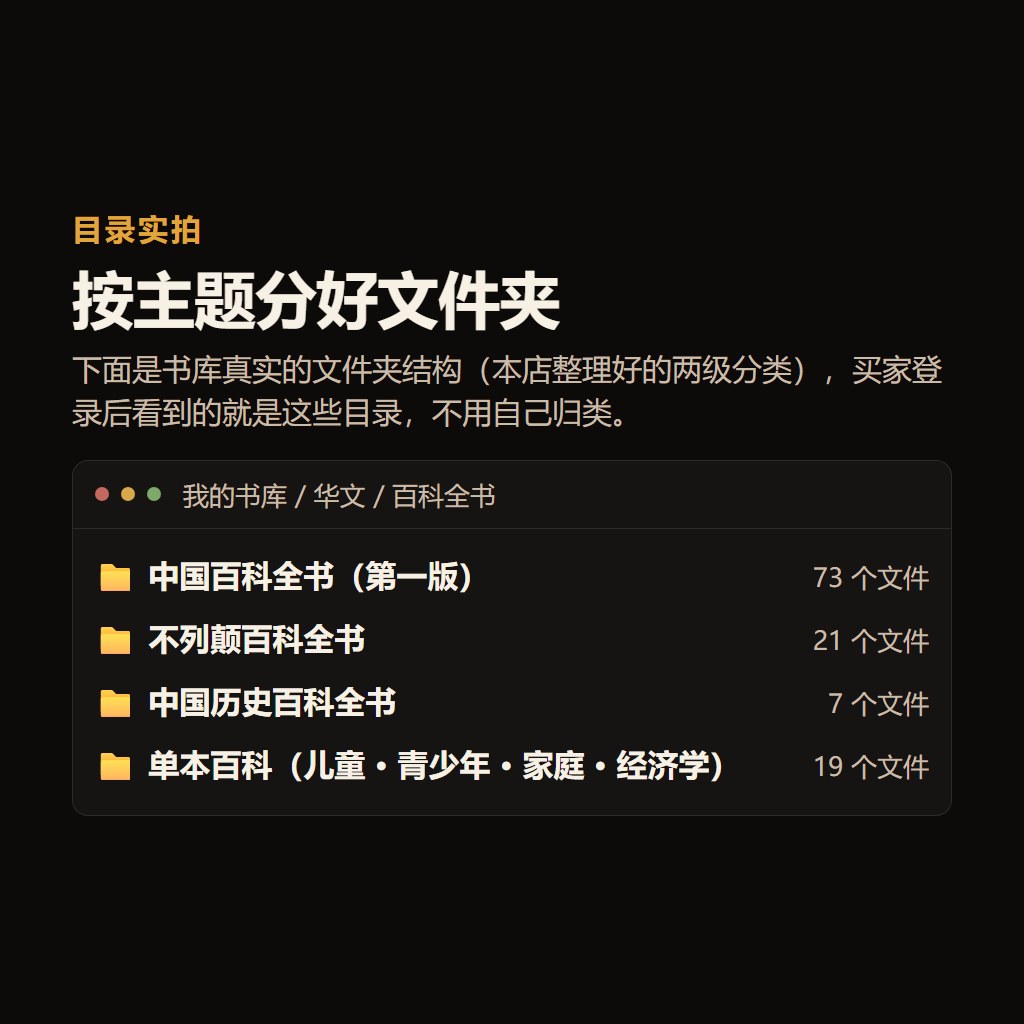 目录实拍
按主题分好文件夹
下面是书库真实的文件夹结构（本店整理好的两级分类），买家登
录后看到的就是这些目录，不用自己归类。
我的书库 / 华文 / 百科全书
中国百科全书（第一版） 73 个文件
不列颠百科全书 21 个文件
中国历史百科全书 7 个文件
单本百科（儿童・青少年・家庭・经济学） 19 个文件